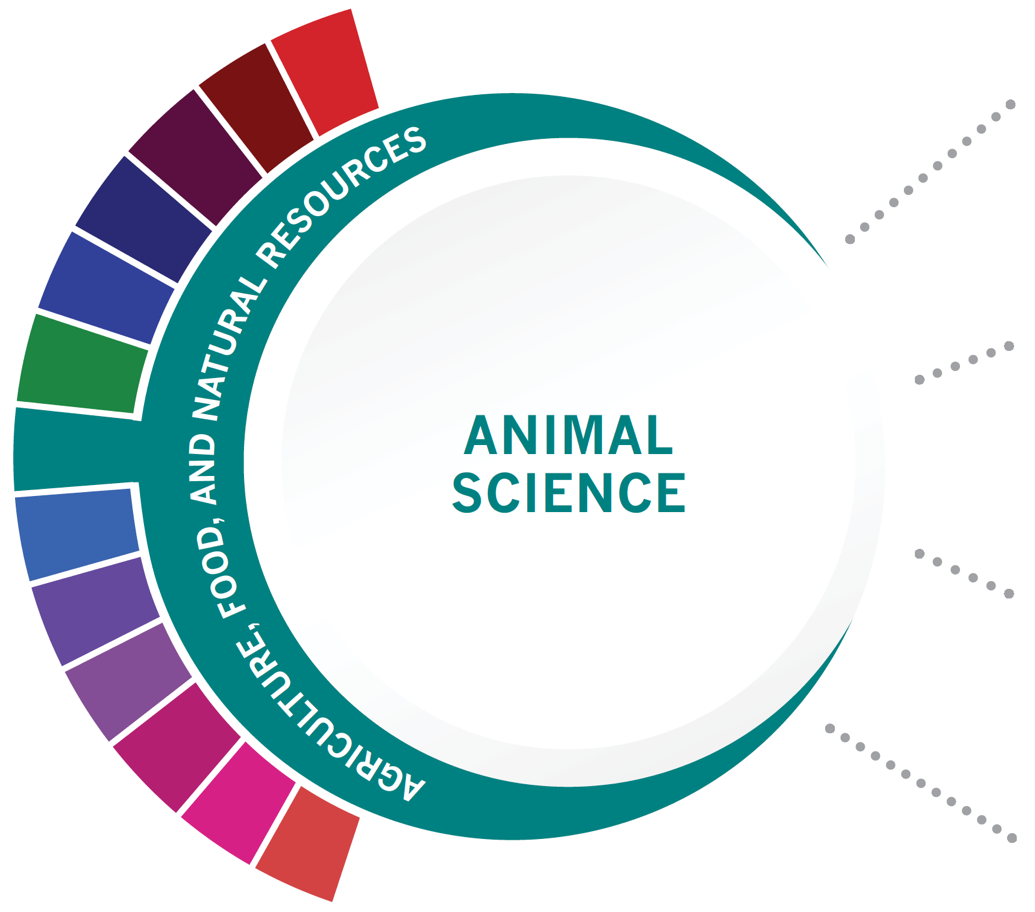 AGRICULTURE, FOOD, AND NATURAL RESOURCES
ANIMAL
SCIENCE